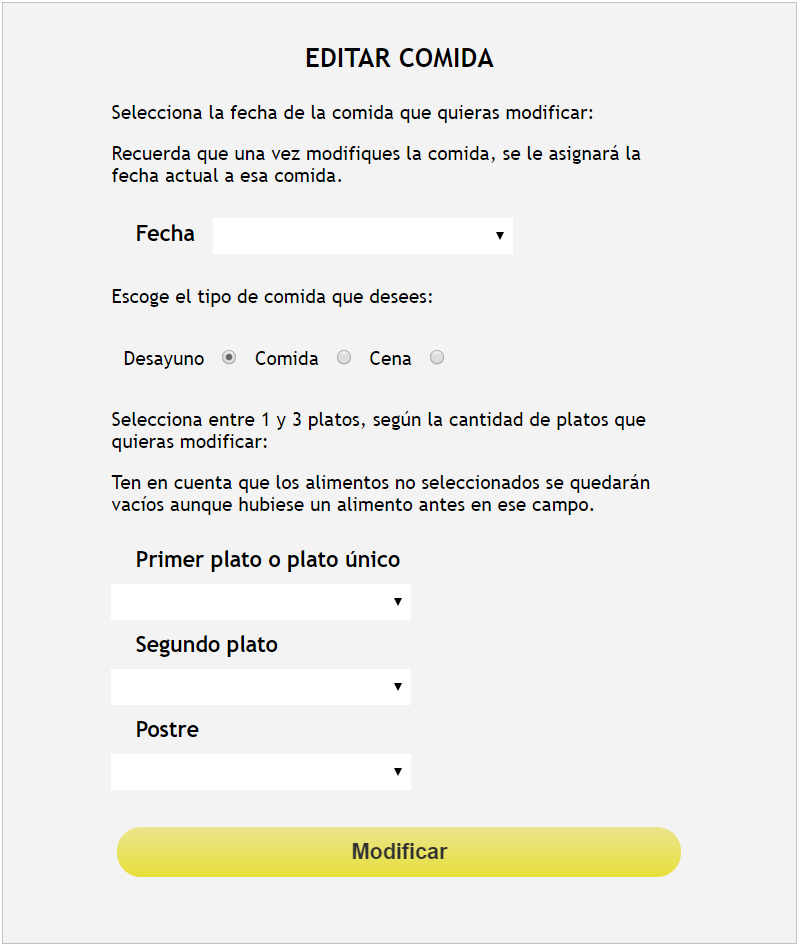 EDITAR COMIDA
Selecciona la fecha de la comida que quieras modificar:
Recuerda que una vez modifiques la comida, se le asignará la
fecha actual a esa comida.
Fecha
Escoge el tipo de comida que desees:
Desayuno Comida Cena
Selecciona entre 1 y 3 platos, según la cantidad de platos que
quieras modificar:
Ten en cuenta que los alimentos no seleccionados se quedarán
vacíos aunque hubiese un alimento antes en ese campo.
Primer plato o plato único
Segundo plato
Postre
Modificar